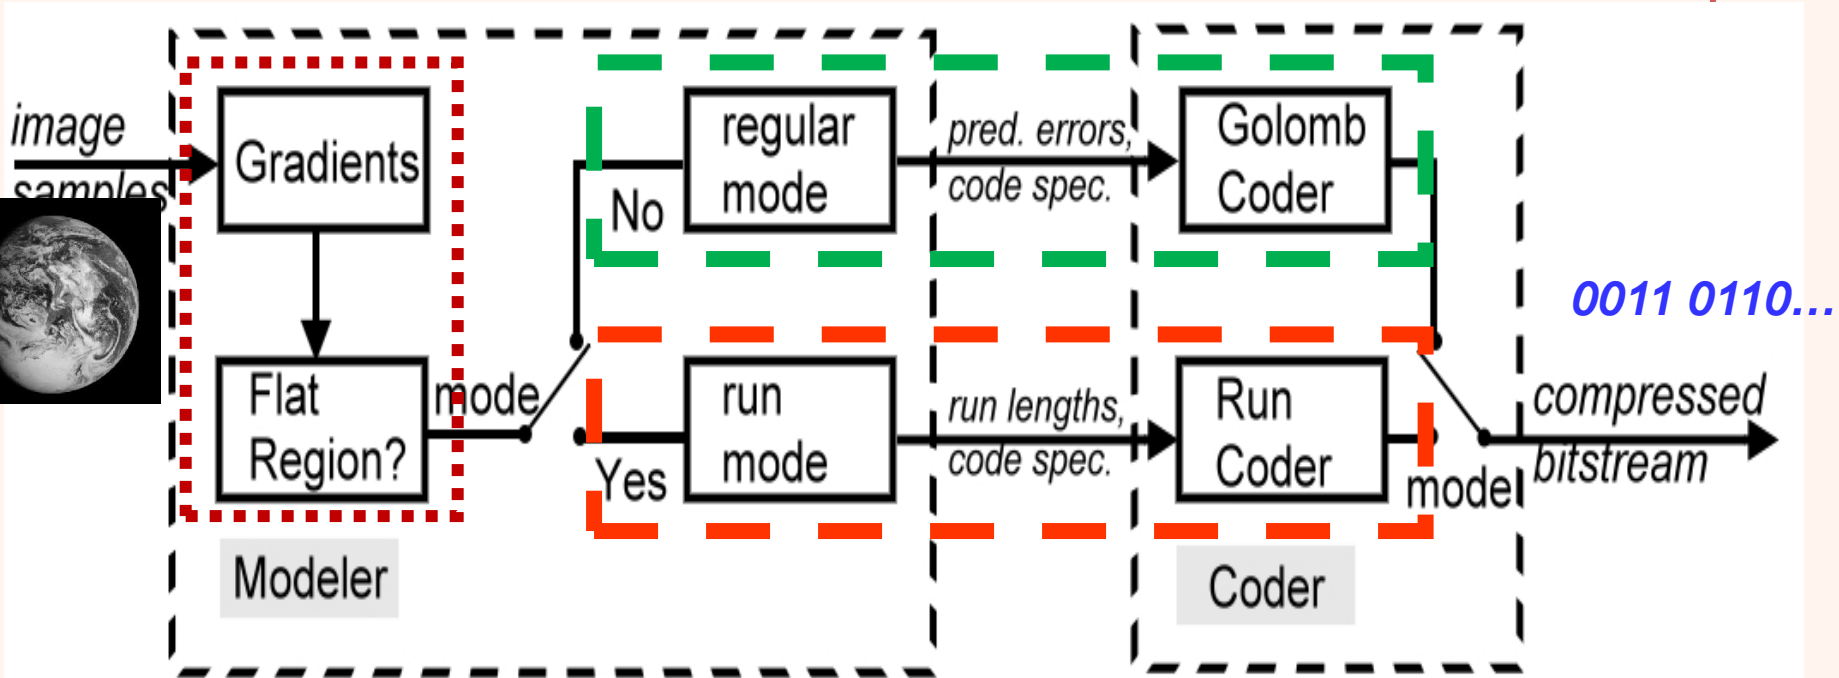 image
samples
Gradients
Flat
Region?
mode
No
Yes
regular
mode
run
mode
Modeler
pred. errors,
code spec.
run lengths,
code spec.
Golomb
Coder
Run
Coder
mode
Coder
0011 0110...
compressed
bitstream